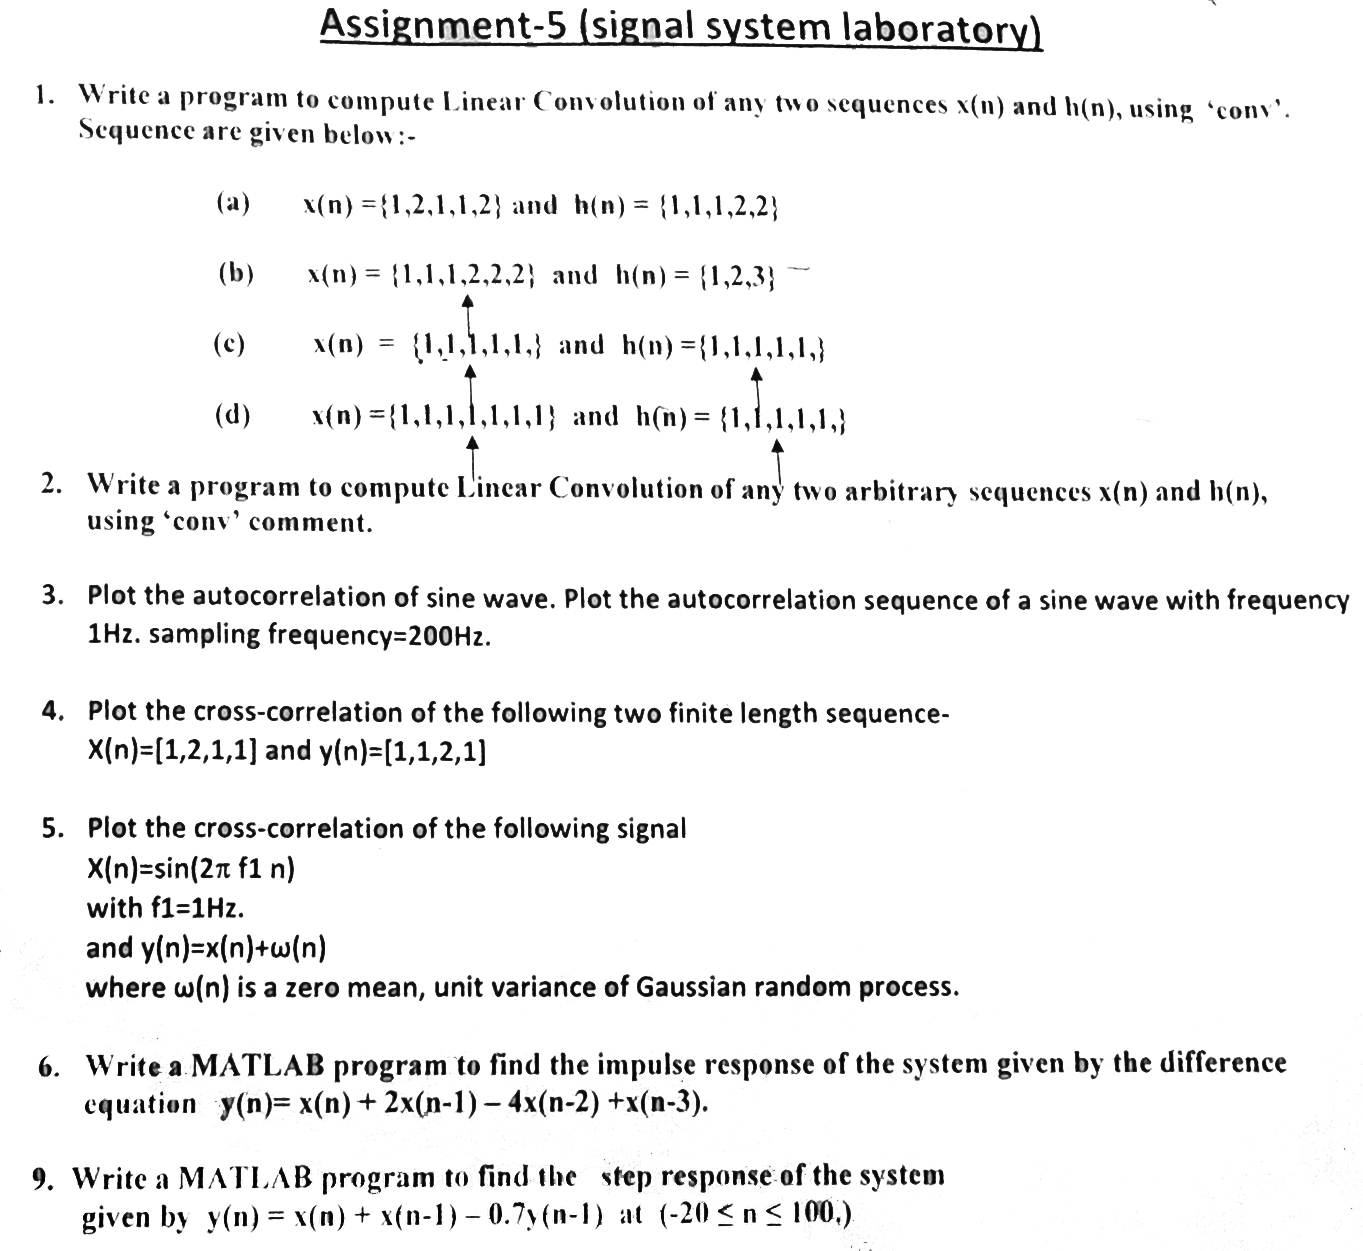 Assignment-5 (signal system laboratory)
1. Write a program to compute Linear Convolution of any two sequences x(n) and h(n), using ‘conv’.
Sequence are given below:-
(a) x(n) ={1,2,1,1,2} and h(n) = {1,1,1,2,2}
(b) x(n) = {1,1,1,2,2,2} and h(n) = {1,2,3}
(c) x(n) = {1,1,1,1,1,} and h(n) ={1,1,1,1,1,}
(d) x(n) ={1,1,1,1,1,1,1} and h(n) = {1,1,1,1,1,}
2. Write a program to compute Linear Convolution of any two arbitrary sequences x(n) and h(n),
using ‘conv’ comment.
3. Plot the autocorrelation of sine wave. Plot the autocorrelation sequence of a sine wave with frequency
1Hz. sampling frequency=200Hz.
4. Plot the cross-correlation of the following two finite length sequence-
X(n)=[1,2,1,1] and y(n)=[1,1,2,1]
5. Plot the cross-correlation of the following signal
X(n)=sin(2π f1 n)
with f1=1Hz.
and y(n)=x(n)+ω(n)
where ω(n) is a zero mean, unit variance of Gaussian random process.
6. Write a MATLAB program to find the impulse response of the system given by the difference
equation y(n)= x(n) + 2x(n-1) – 4x(n-2) +x(n-3).
9. Write a MATLAB program to find the step response of the system
given by y(n) = x(n) + x(n-1) – 0.7y(n-1) at (-20 ≤ n ≤ 100,)